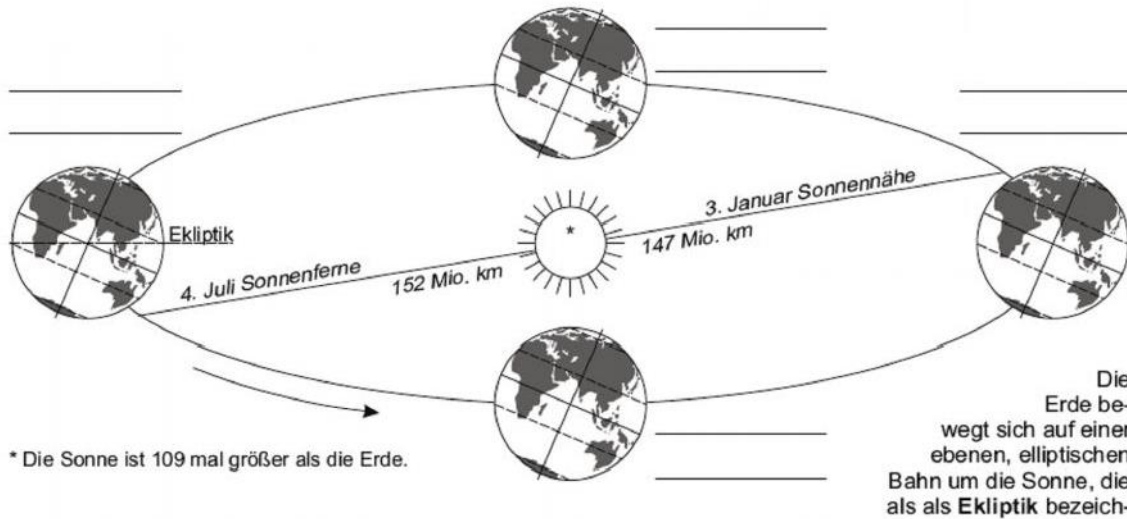 3. Januar Sonnennähe
147 Mio. km
Ekliptik
4. Juli Sonnenferne
152 Mio. km
*
* Die Sonne ist 109 mal größer als die Erde.
Die
Erde be-
wegt sich auf einer
ebenen, elliptischen
Bahn um die Sonne, die
als als Ekliptik bezeich-